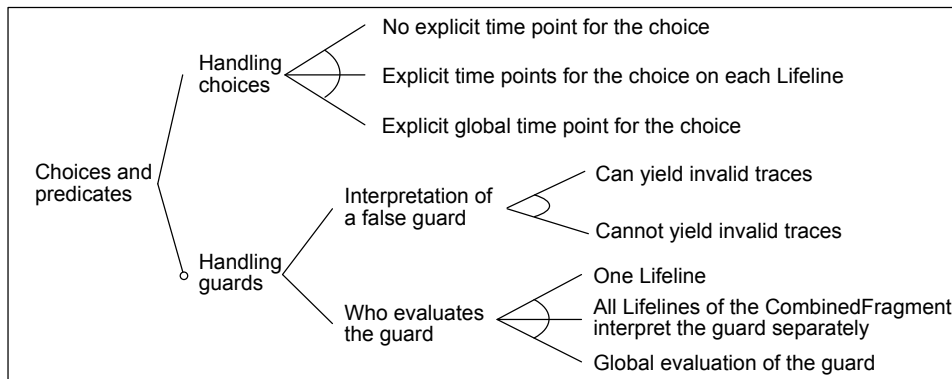 No explicit time point for the choice
Handling
choices
Explicit time points for the choice on each Lifeline
Explicit global time point for the choice
Choices and
predicates
Can yield invalid traces
Interpretation of
a false guard
Cannot yield invalid traces
Handling
guards
One Lifeline
Who evaluates
the guard
All Lifelines of the CombinedFragment
interpret the guard separately
Global evaluation of the guard